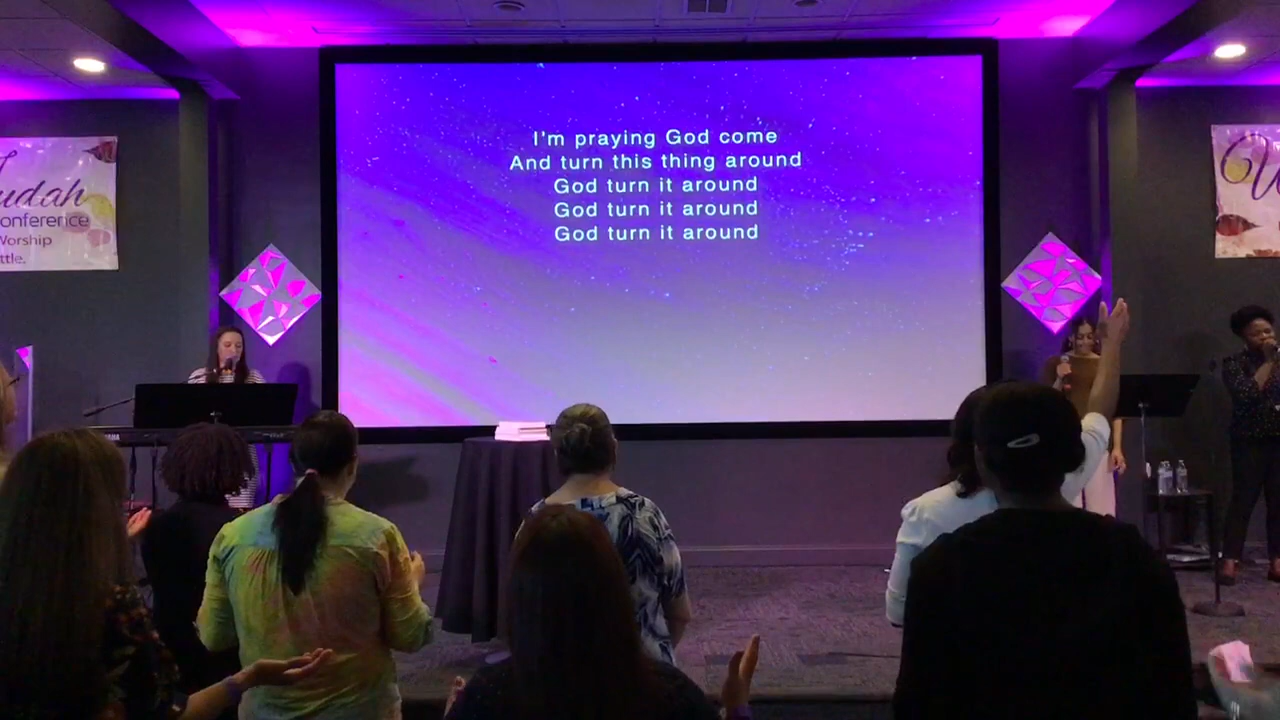 I'm praying God come
And turn this thing around
God turn it around
God turn it around
God turn it around
udah
onference
Worship
ttle.